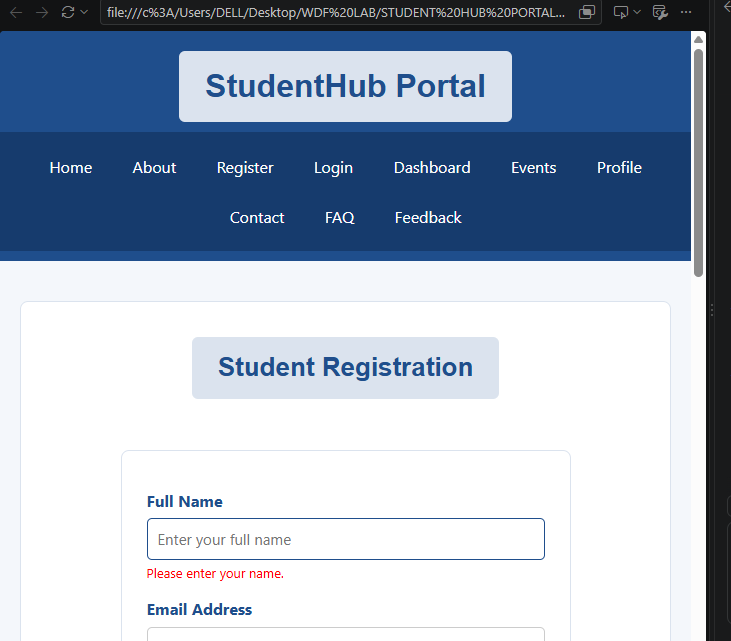 file:///c%3A/Users/DELL/Desktop/WDF%20LAB/STUDENT%20HUB%20PORTAL...
StudentHub Portal
Home About Register Login Dashboard Events Profile
Contact FAQ Feedback
Student Registration
Full Name
Enter your full name
Please enter your name.
Email Address